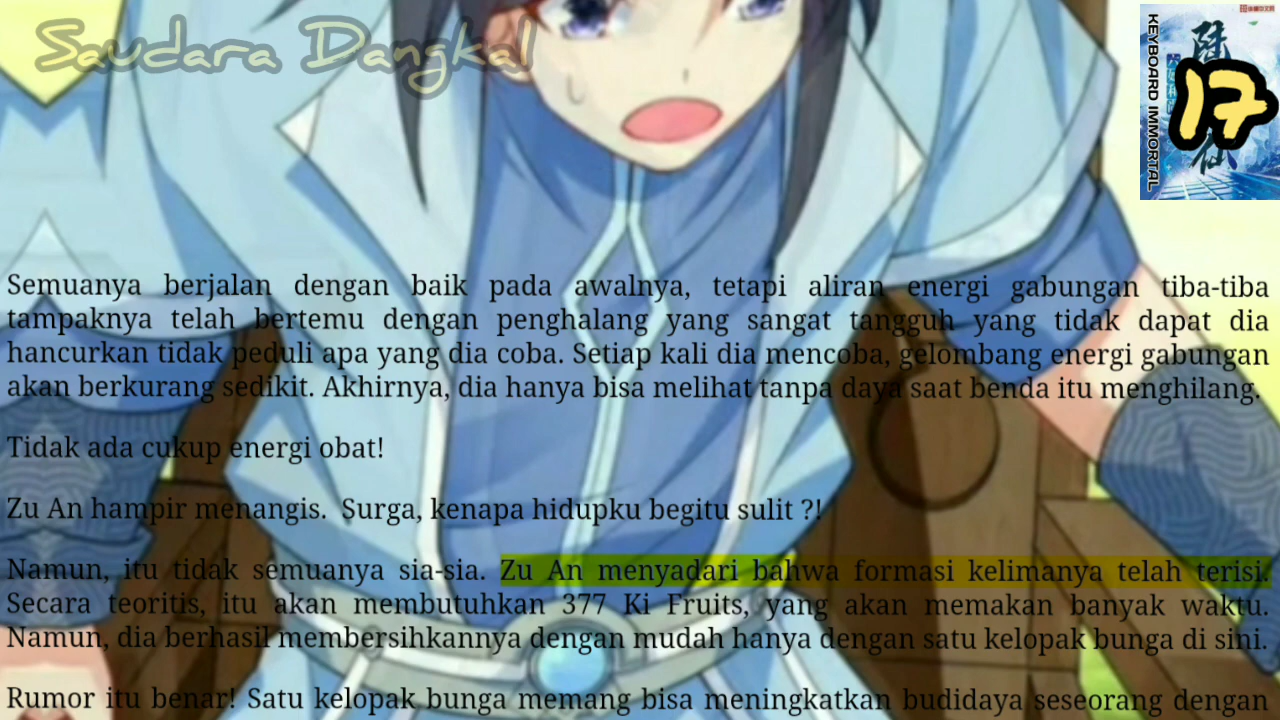 Saudara Dangkal
KEYBOARD IMMORTAL
17
Semuanya berjalan dengan baik pada awalnya, tetapi aliran energi gabungan tiba-tiba
tampaknya telah bertemu dengan penghalang yang sangat tangguh yang tidak dapat dia
hancurkan tidak peduli apa yang dia coba. Setiap kali dia mencoba, gelombang energi gabungan
akan berkurang sedikit. Akhirnya, dia hanya bisa melihat tanpa daya saat benda itu menghilang.
Tidak ada cukup energi obat!
Zu An hampir menangis.  Surga, kenapa hidupku begitu sulit ?!
Namun, itu tidak semuanya sia-sia. Zu An menyadari bahwa formasi kelimanya telah terisi.
Secara teoritis, itu akan membutuhkan 377 Ki Fruits, yang akan memakan banyak waktu.
Namun, dia berhasil membersihkannya dengan mudah hanya dengan satu kelopak bunga di sini.
Rumor itu benar! Satu kelopak bunga memang bisa meningkatkan budidaya seseorang dengan